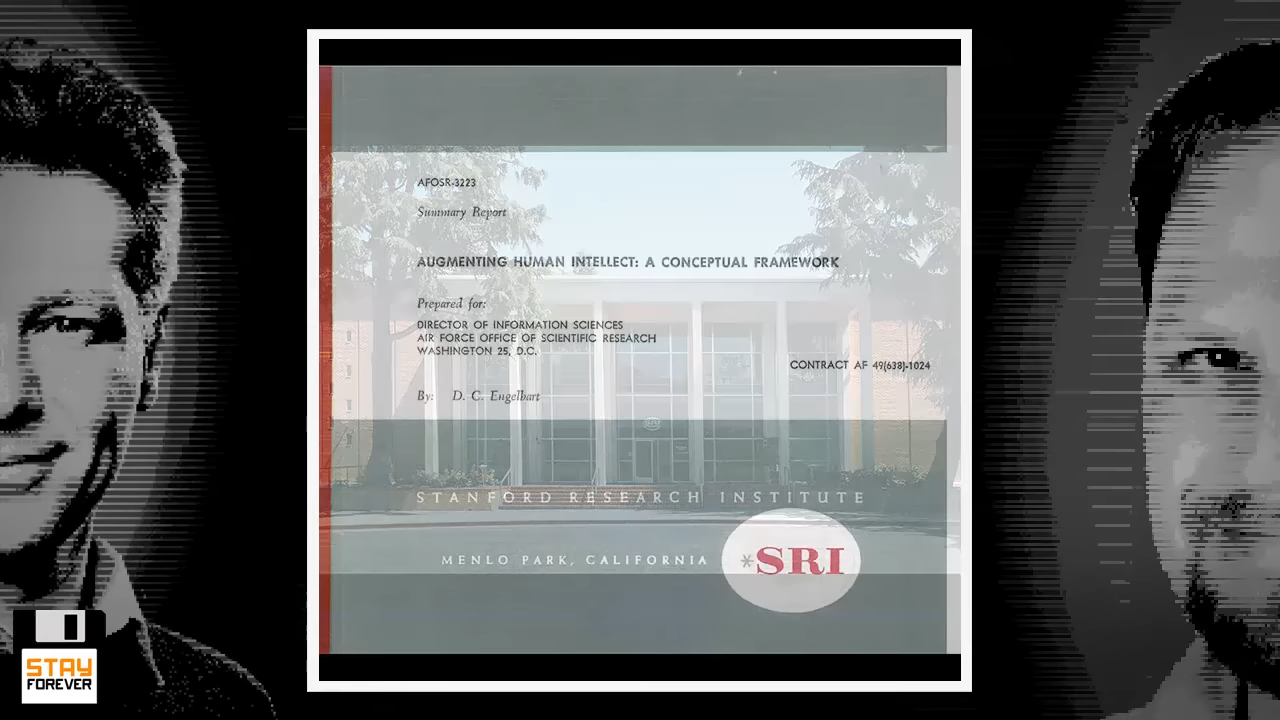 AFOSR-3223
Summary Report
AUGMENTING HUMAN INTELLECT: A CONCEPTUAL FRAMEWORK
Prepared for:
DIRECTOR OF INFORMATION SCIENCES
AIR FORCE OFFICE OF SCIENTIFIC RESEARCH
WASHINGTON 25, D.C.
CONTRACT AF 49(638)-1024
By: D. C. Engelbart
STANFORD RESEARCH INSTITUTE
MENLO PARK, CALIFORNIA
*SRI
STAY
FOREVER